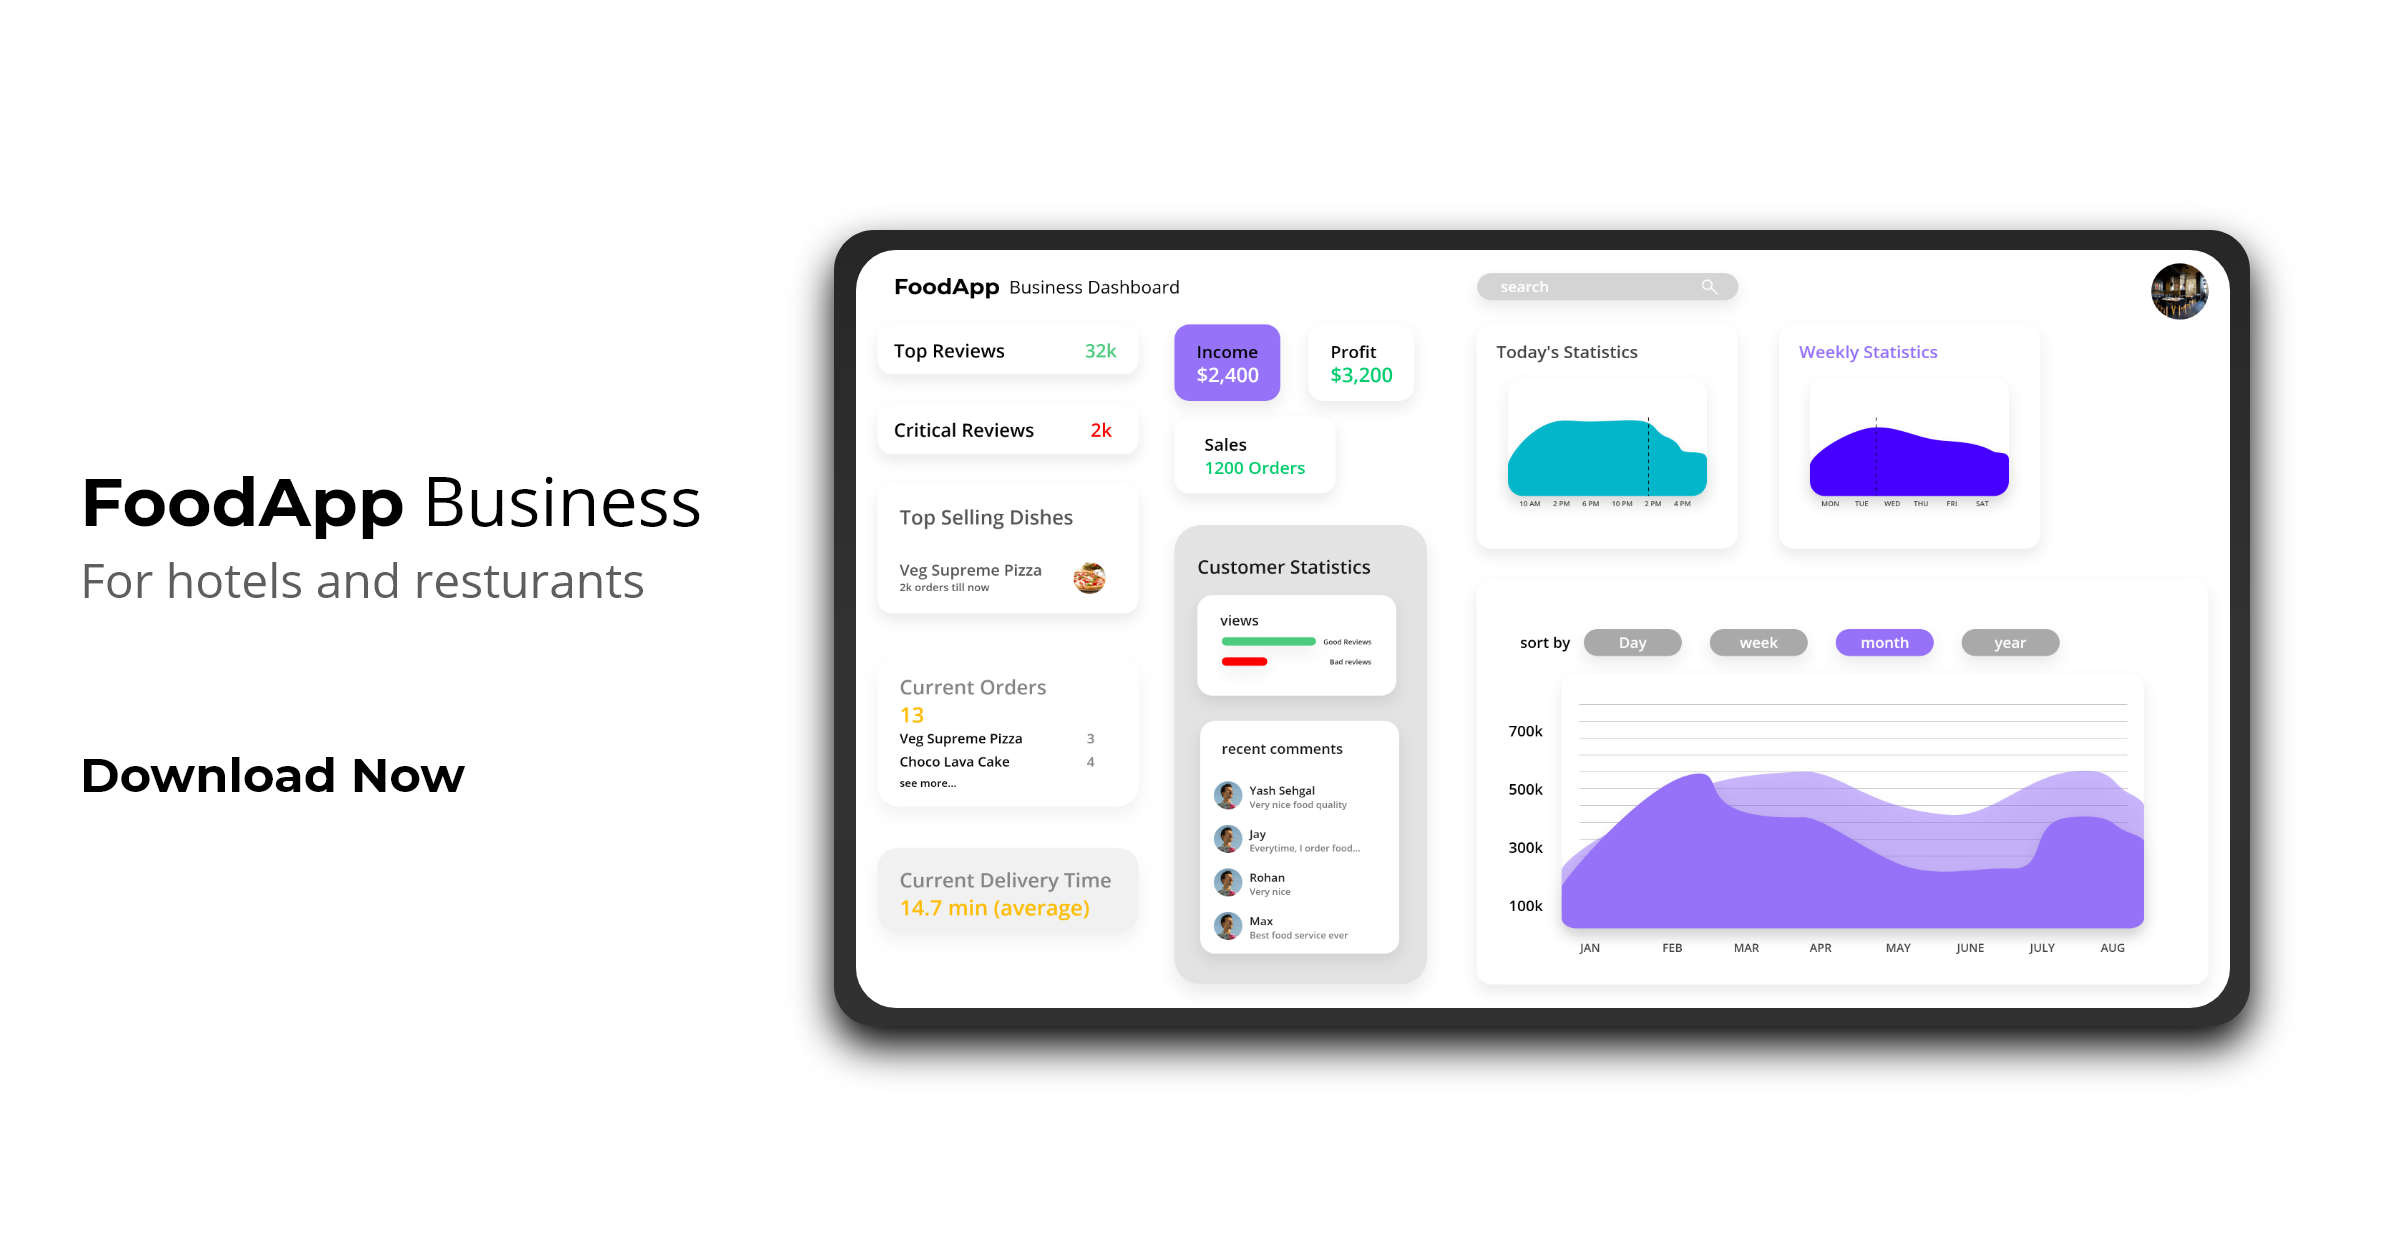 FoodApp Business
For hotels and resturants
Download Now
FoodApp Business Dashboard
search
Top Reviews 32k
Critical Reviews 2k
Top Selling Dishes
Veg Supreme Pizza
2k orders till now
Current Orders
13
Veg Supreme Pizza 3
Choco Lava Cake 4
see more...
Current Delivery Time
14.7 min (average)
Income
$2,400
Profit
$3,200
Sales
1200 Orders
Customer Statistics
views
Good Reviews
Bad reviews
recent comments
Yash Sehgal
Very nice food quality
Jay
Everytime, I order food...
Rohan
Very nice
Max
Best food service ever
Today's Statistics
10 AM 2 PM 6 PM 10 PM 2 PM 4 PM
Weekly Statistics
MON TUE WED THU FRI SAT
sort by Day week month year
700k
500k
300k
100k
JAN FEB MAR APR MAY JUNE JULY AUG